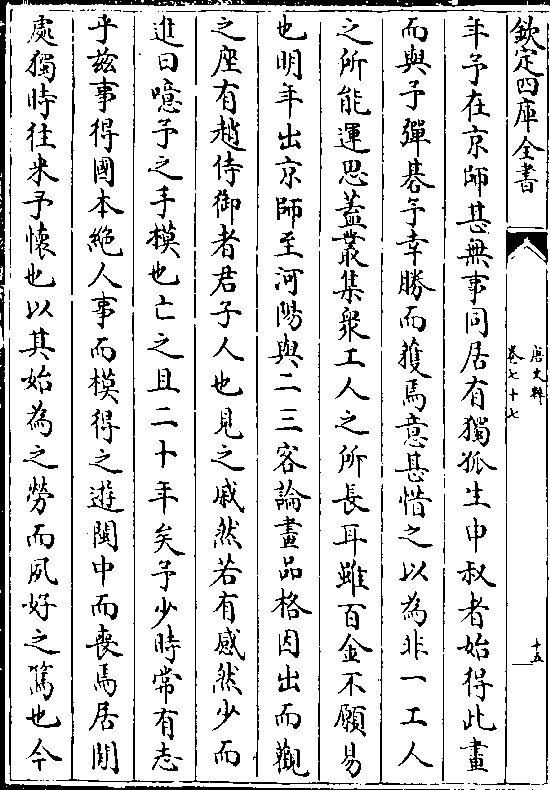 欽定四庫全書
唐文粹
卷七十七
十五
年予在京師甚無事同居有獨孤生申叔者始得此畫
而與予彈碁予幸勝而獲焉意甚惜之以為非一工人
之所能運思蓋叢集衆工人之所長耳雖百金不願易
也明年出京師至河陽與二三客論畫品格因出而觀
之座有趙侍御者君子人也見之戚然若有感然少而
進曰噫予之手模也亡之且二十年矣予少時常有志
乎兹事得國本絶人事而模得之遊閩中而喪焉居閒
處獨時往来予懐也以其始為之勞而夙好之篤也今